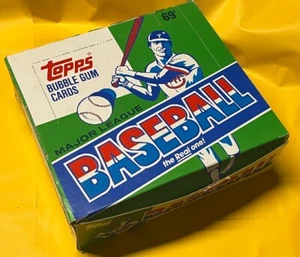 69¢
TOPPS
BUBBLE GUM
CARDS
MAJOR LEAGUE
BASEBALL
the Real one!